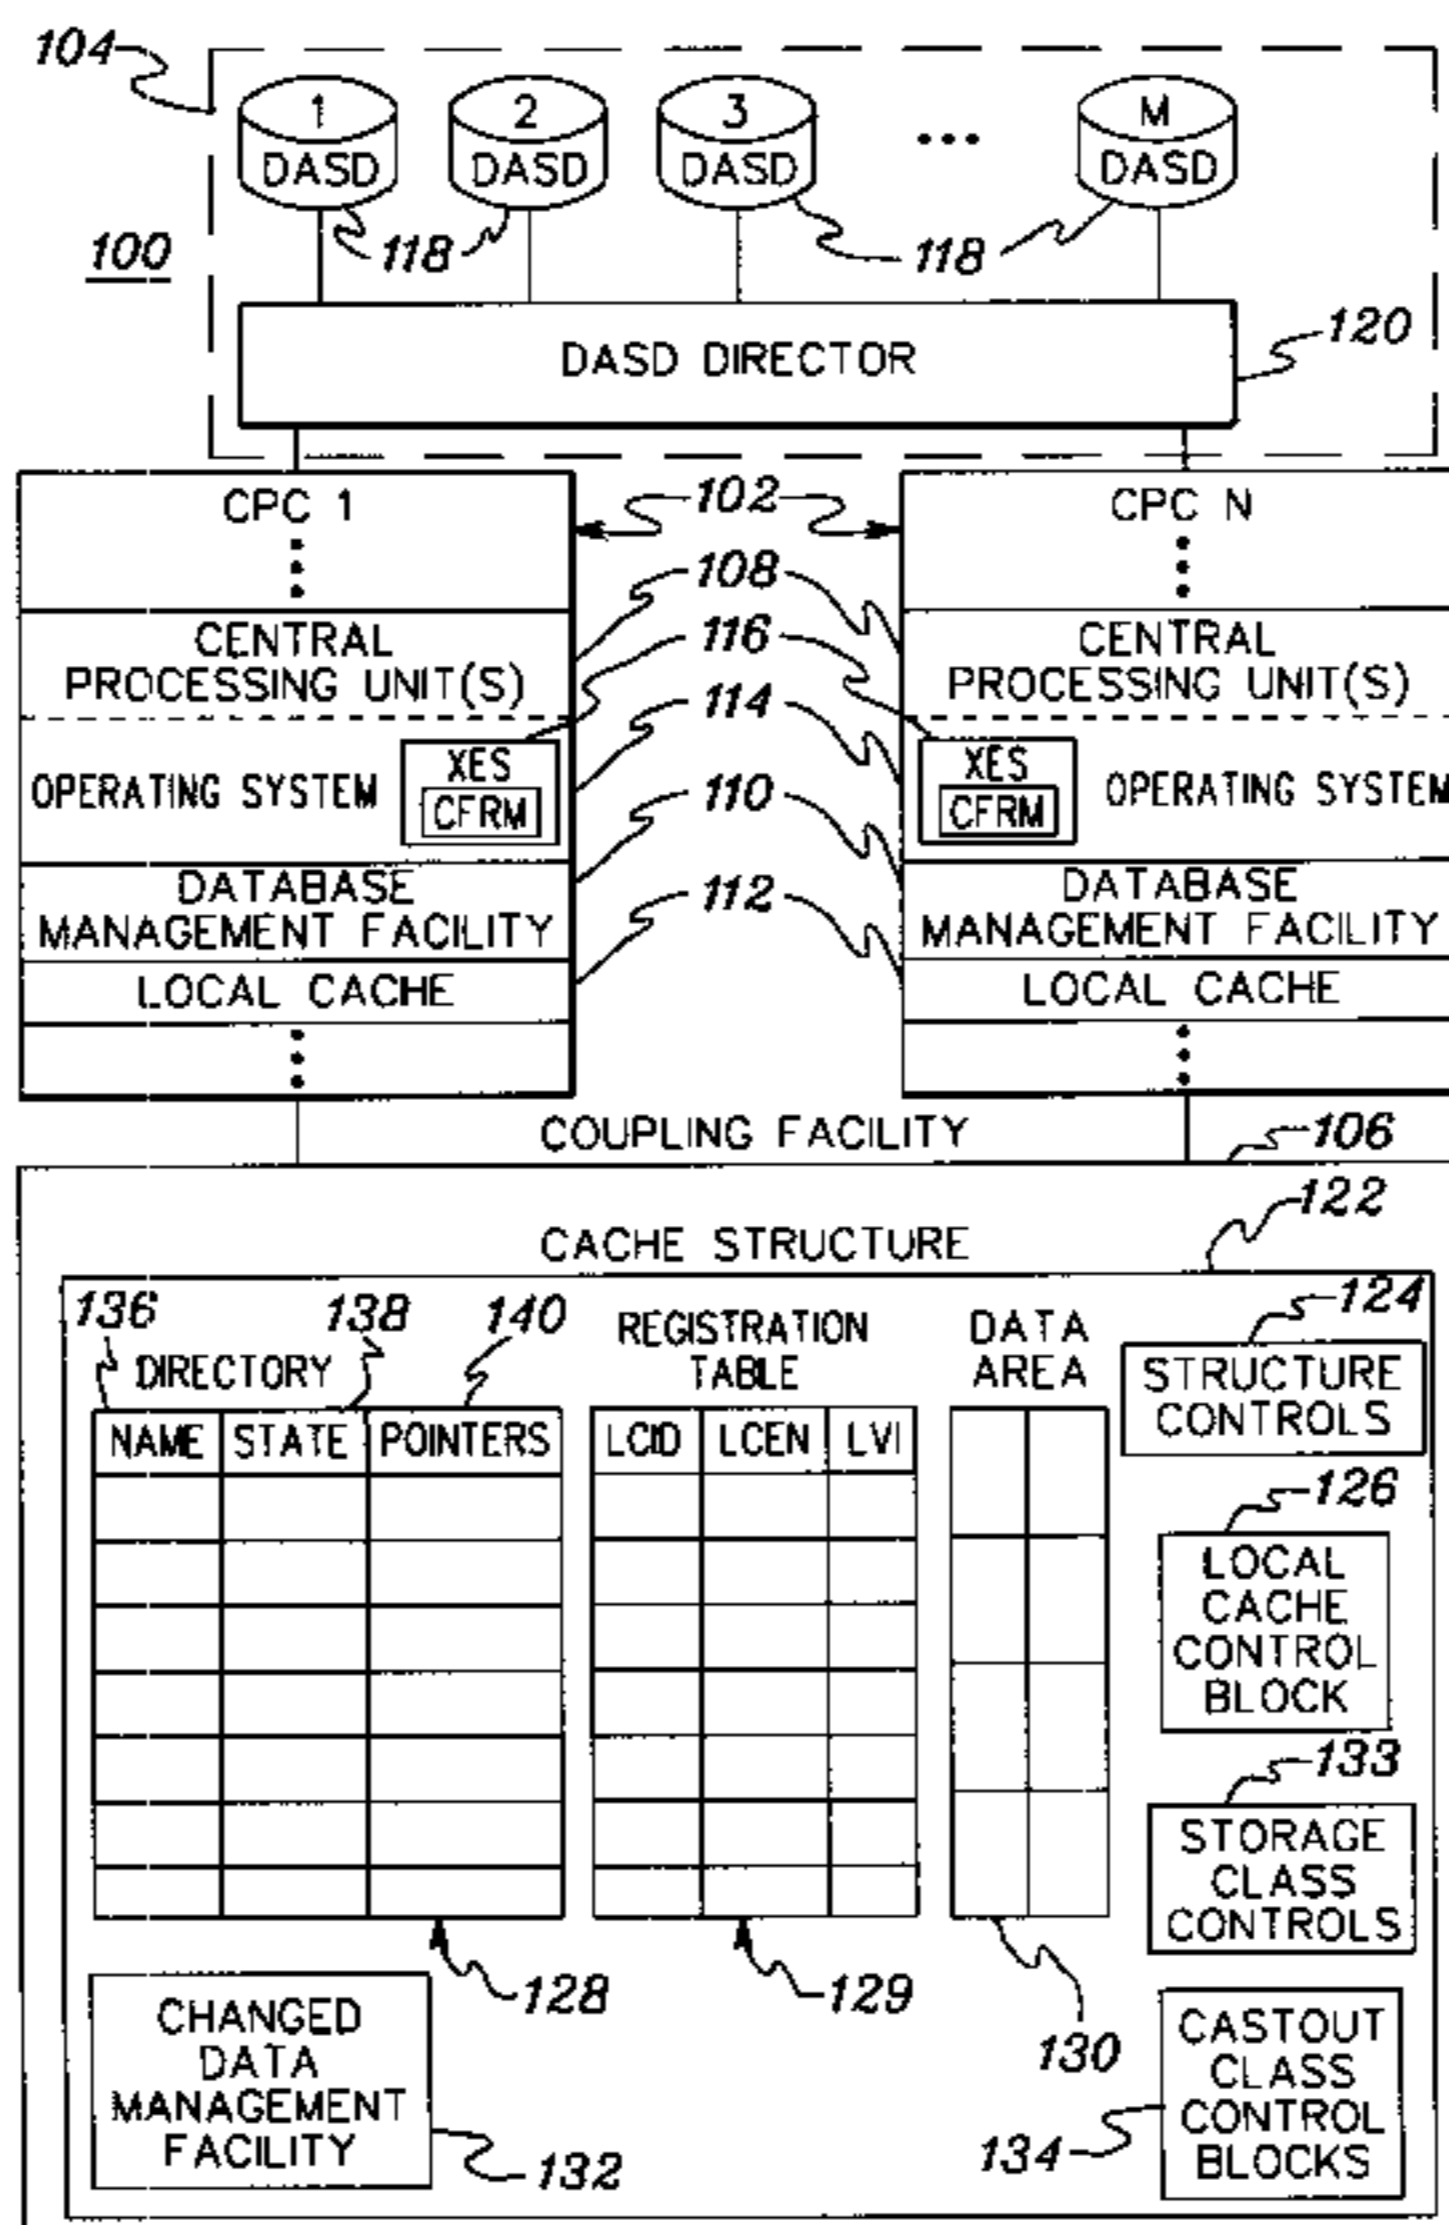 104
1 2 3 ... M
DASD DASD DASD DASD
100
118 118
120
DASD DIRECTOR
CPC 1
102
CPC N
108
CENTRAL
PROCESSING UNIT(S)
CENTRAL
PROCESSING UNIT(S)
116
114
OPERATING SYSTEM
XES
CFRM
XES
CFRM
OPERATING SYSTEM
110
DATABASE
MANAGEMENT FACILITY
DATABASE
MANAGEMENT FACILITY
112
LOCAL CACHE
LOCAL CACHE
COUPLING FACILITY
106
122
CACHE STRUCTURE
136
138
140
DIRECTORY
REGISTRATION
TABLE
DATA
AREA
124
STRUCTURE
CONTROLS
NAME STATE POINTERS
LCID LCEN LVI
126
LOCAL
CACHE
CONTROL
BLOCK
133
STORAGE
CLASS
CONTROLS
128
129
130
CHANGED
DATA
MANAGEMENT
FACILITY
132
134
CASTOUT
CLASS
CONTROL
BLOCKS